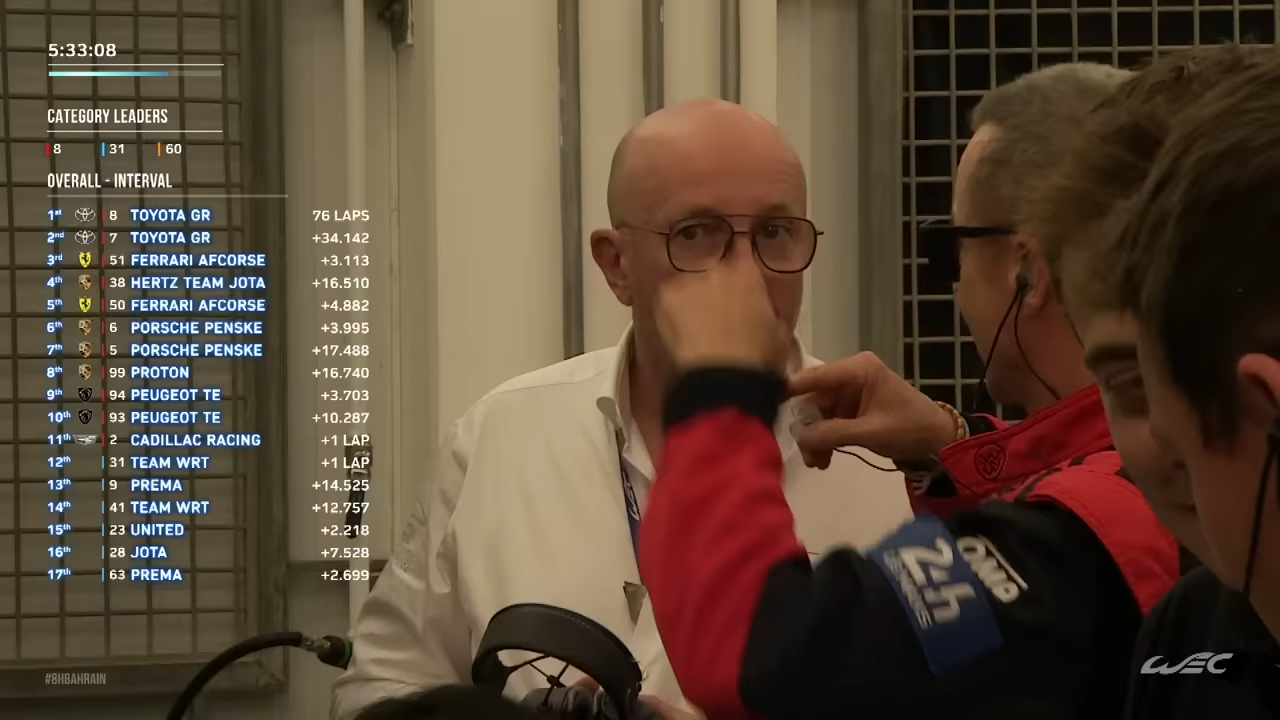 5:33:08
CATEGORY LEADERS
8 31 60
OVERALL - INTERVAL
1st 8 TOYOTA GR 76 LAPS
2nd 7 TOYOTA GR +34.142
3rd 51 FERRARI AFCORSE +3.113
4th 38 HERTZ TEAM JOTA +16.510
5th 50 FERRARI AFCORSE +4.882
6th 6 PORSCHE PENSKE +3.995
7th 5 PORSCHE PENSKE +17.488
8th 99 PROTON +16.740
9th 94 PEUGEOT TE +3.703
10th 93 PEUGEOT TE +10.287
11th 2 CADILLAC RACING +1 LAP
12th 31 TEAM WRT +1 LAP
13th 9 PREMA +14.525
14th 41 TEAM WRT +12.757
15th 23 UNITED +2.218
16th 28 JOTA +7.528
17th 63 PREMA +2.699
#8HBAHRAIN
WEC
OMP
24h